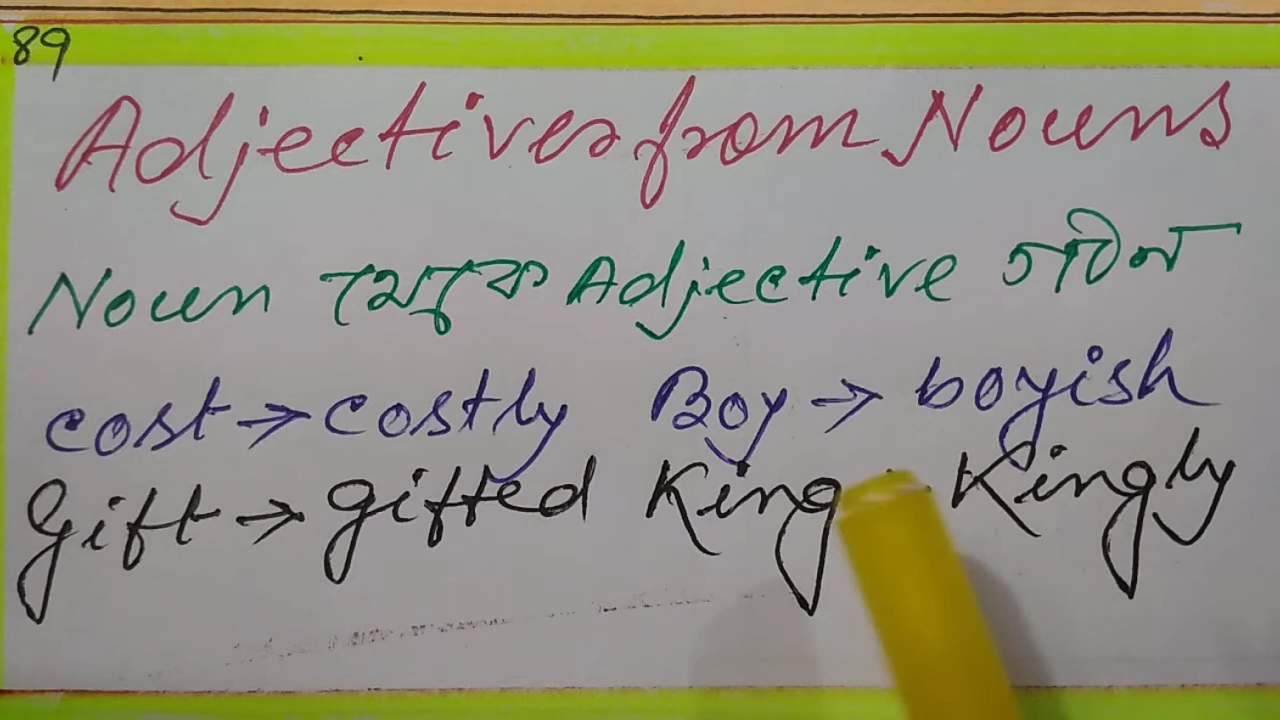 89
Adjectives from Nouns
Noun থেকে Adjective গঠন
cost → costly Boy → boyish
Gift → gifted King Kingly